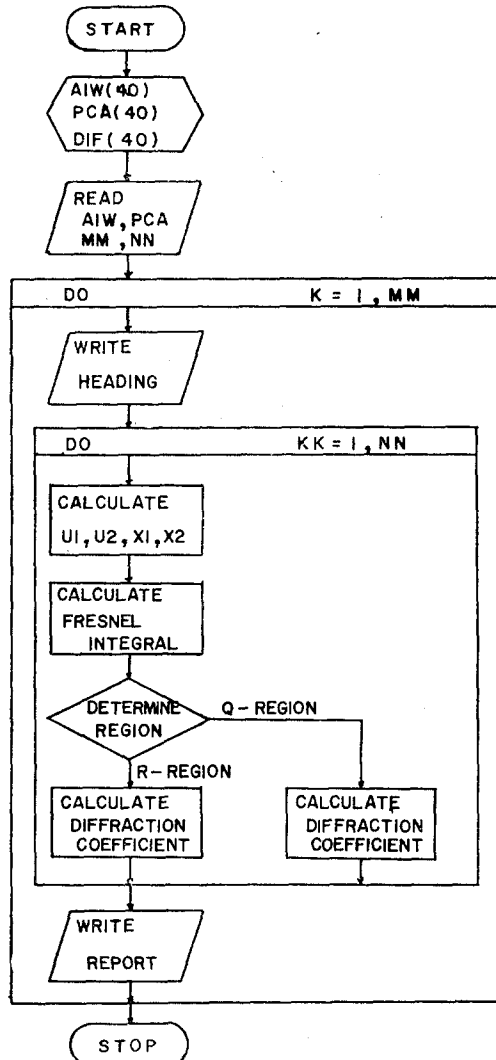 START
AIW(40)
PCA(40)
DIF(40)
READ
AIW, PCA
MM, NN
DO K = 1, MM
WRITE
HEADING
DO KK = 1, NN
CALCULATE
U1, U2, X1, X2
CALCULATE
FRESNEL
INTEGRAL
DETERMINE
REGION
Q-REGION
R-REGION
CALCULATE
DIFFRACTION
COEFFICIENT
CALCULATE
DIFFRACTION
COEFFICIENT
WRITE
REPORT
STOP